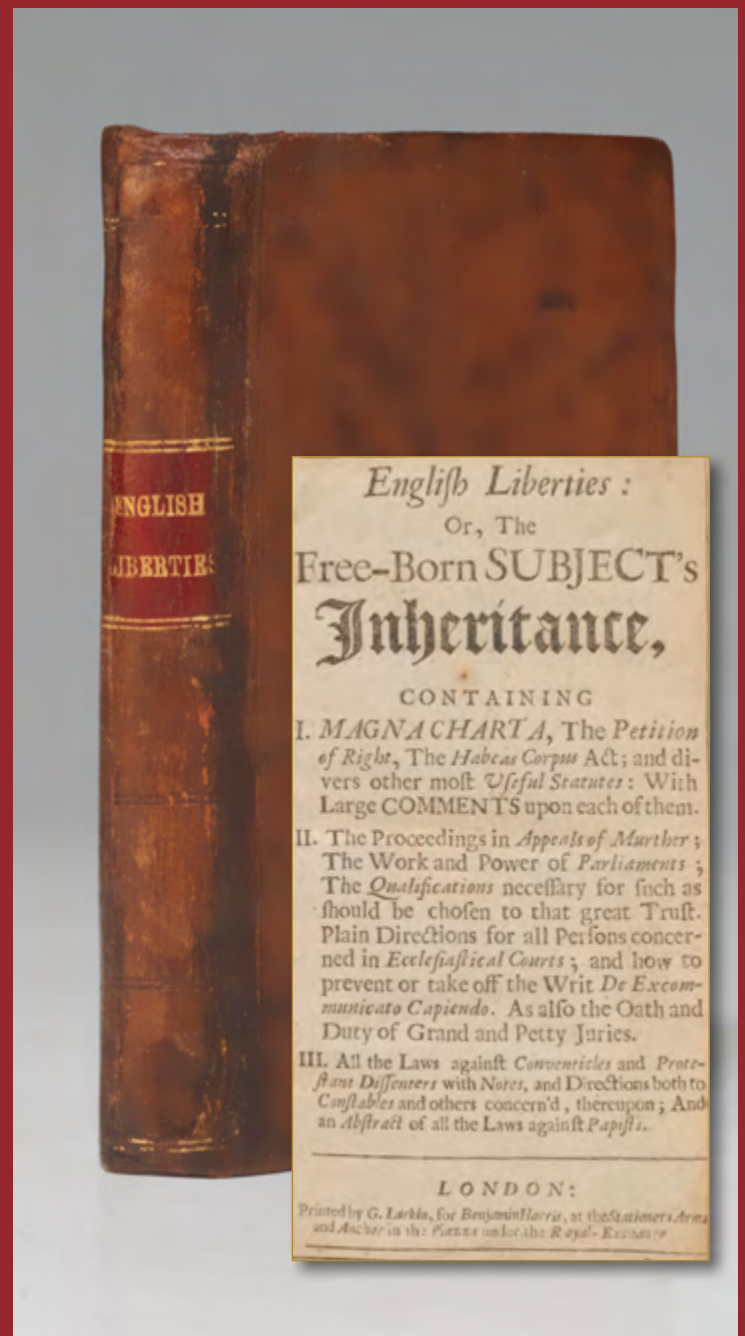 ENGLISH
LIBERTIES
Engliſh Liberties :
Or, The
Free-Born SUBJECT's
Inheritance,
CONTAINING
I. MAGNA CHARTA, The Petition
of Right, The Habeas Corpus Act; and di-
vers other moſt Uſeful Statutes: With
Large COMMENTS upon each of them.
II. The Proceedings in Appeals of Murther ;
The Work and Power of Parliaments ;
The Qualifications neceſſary for ſuch as
ſhould be choſen to that great Truſt.
Plain Directions for all Perſons concer-
ned in Eccleſiaſtical Courts ; and how to
prevent or take off the Writ De Excom-
municato Capiendo. As alſo the Oath and
Duty of Grand and Petty Juries.
III. All the Laws againſt Conventicles and Prote-
ſtant Diſſenters with Notes, and Directions both to
Conſtables and others concern'd, thereupon ; And
an Abſtract of all the Laws againſt Papiſts.
LONDON:
Printed by G. Larkin, for Benjamin Harris, at the Stationers Arms
and Anchor in the Piazza under the Royal-Exchange